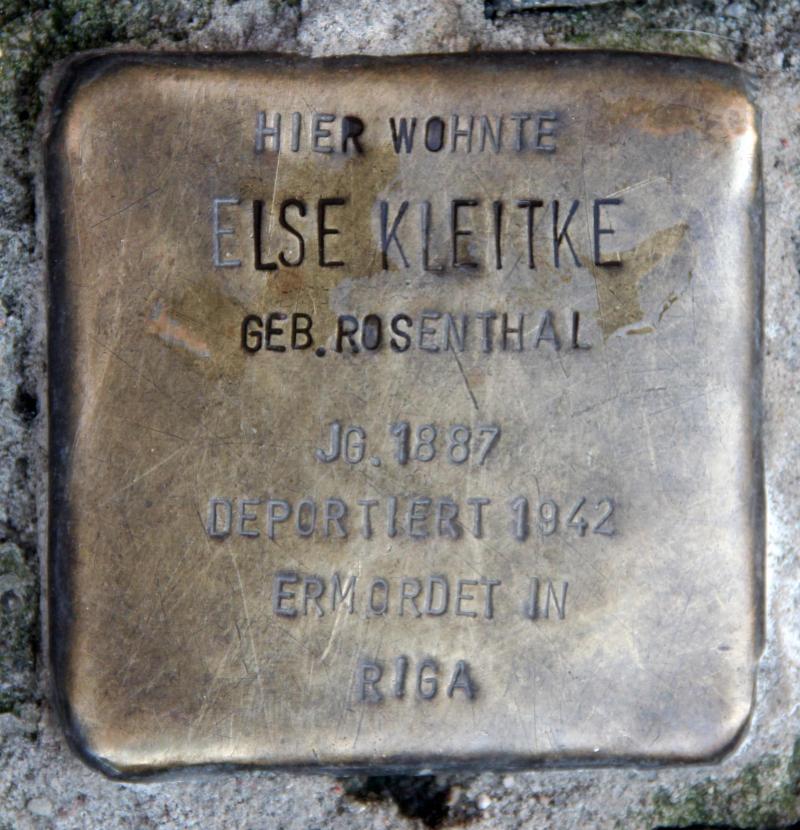 HIER WOHNTE
ELSE KLEITKE
GEB. ROSENTHAL
JG. 1887
DEPORTIERT 1942
ERMORDET IN
RIGA